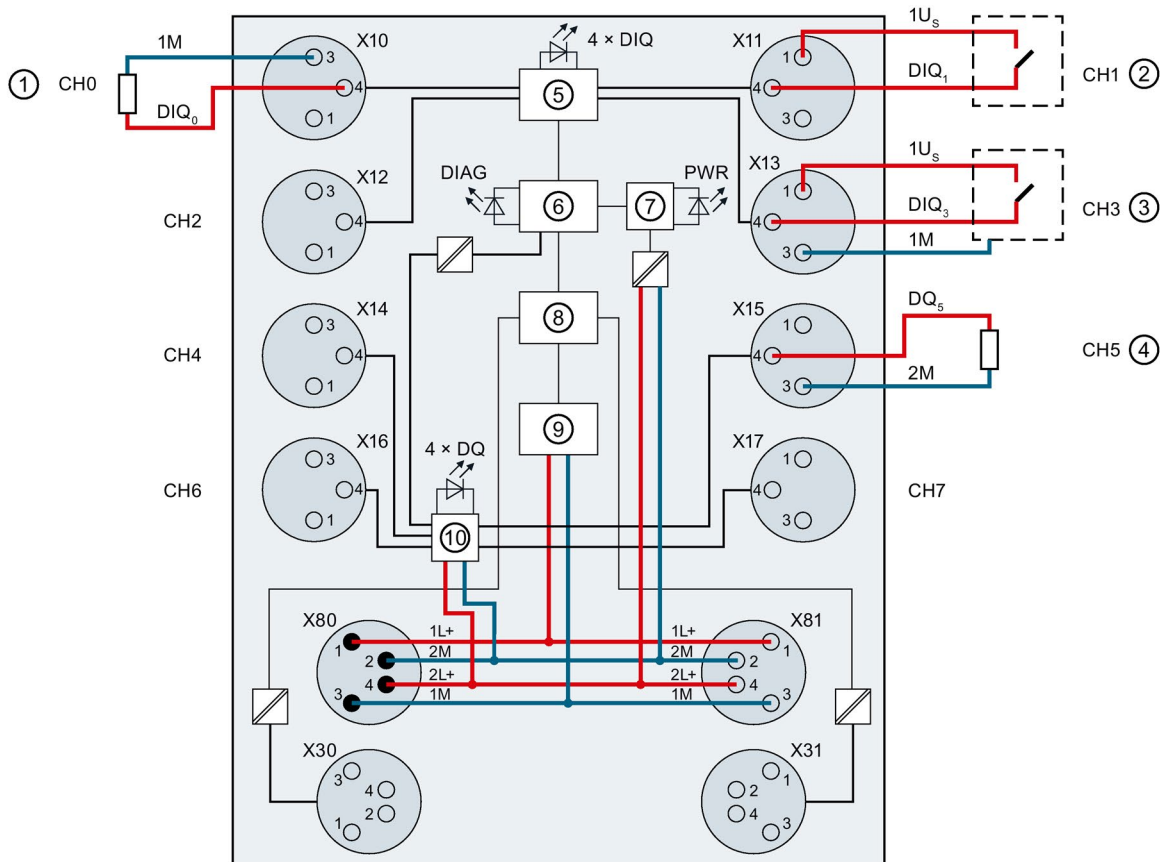 1M
X10
3
4
1
① CH0
DIQ₀
4 × DIQ
⑤
X11
1
4
3
1Uₛ
DIQ₁
CH1 ②
X12
3
4
1
CH2
DIAG
⑥
⑦
PWR
X13
1
4
3
1Uₛ
DIQ₃
1M
CH3 ③
X14
3
4
1
CH4
⑧
X15
1
4
3
DQ₅
2M
CH5 ④
X16
3
4
1
CH6
⑨
4 × DQ
⑩
X17
1
4
3
CH7
X80
1
2
4
3
1L+
2M
2L+
1M
X81
1
2
4
3
X30
3
4
2
1
X31
1
2
4
3